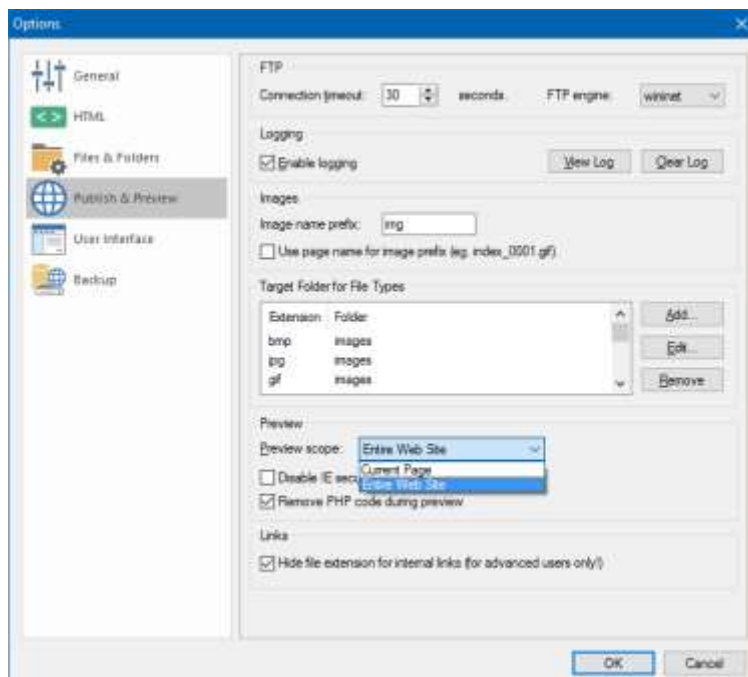 Options
General
HTML
Files & Folders
Publish & Preview
User Interface
Backup
FTP
Connection timeout: 30 seconds. FTP engine: wininet
Logging
Enable logging View Log Clear Log
Images
Image name prefix: img
Use page name for image prefix (eg. index_0001.gif)
Target Folder for File Types
Extension Folder
bmp images
jpg images
gif images
Add...
Edit...
Remove
Preview
Preview scope: Entire Web Site
Current Page
Entire Web Site
Disable IE
Remove PHP code during preview
Links
Hide file extension for internal links (for advanced users only!)
OK Cancel